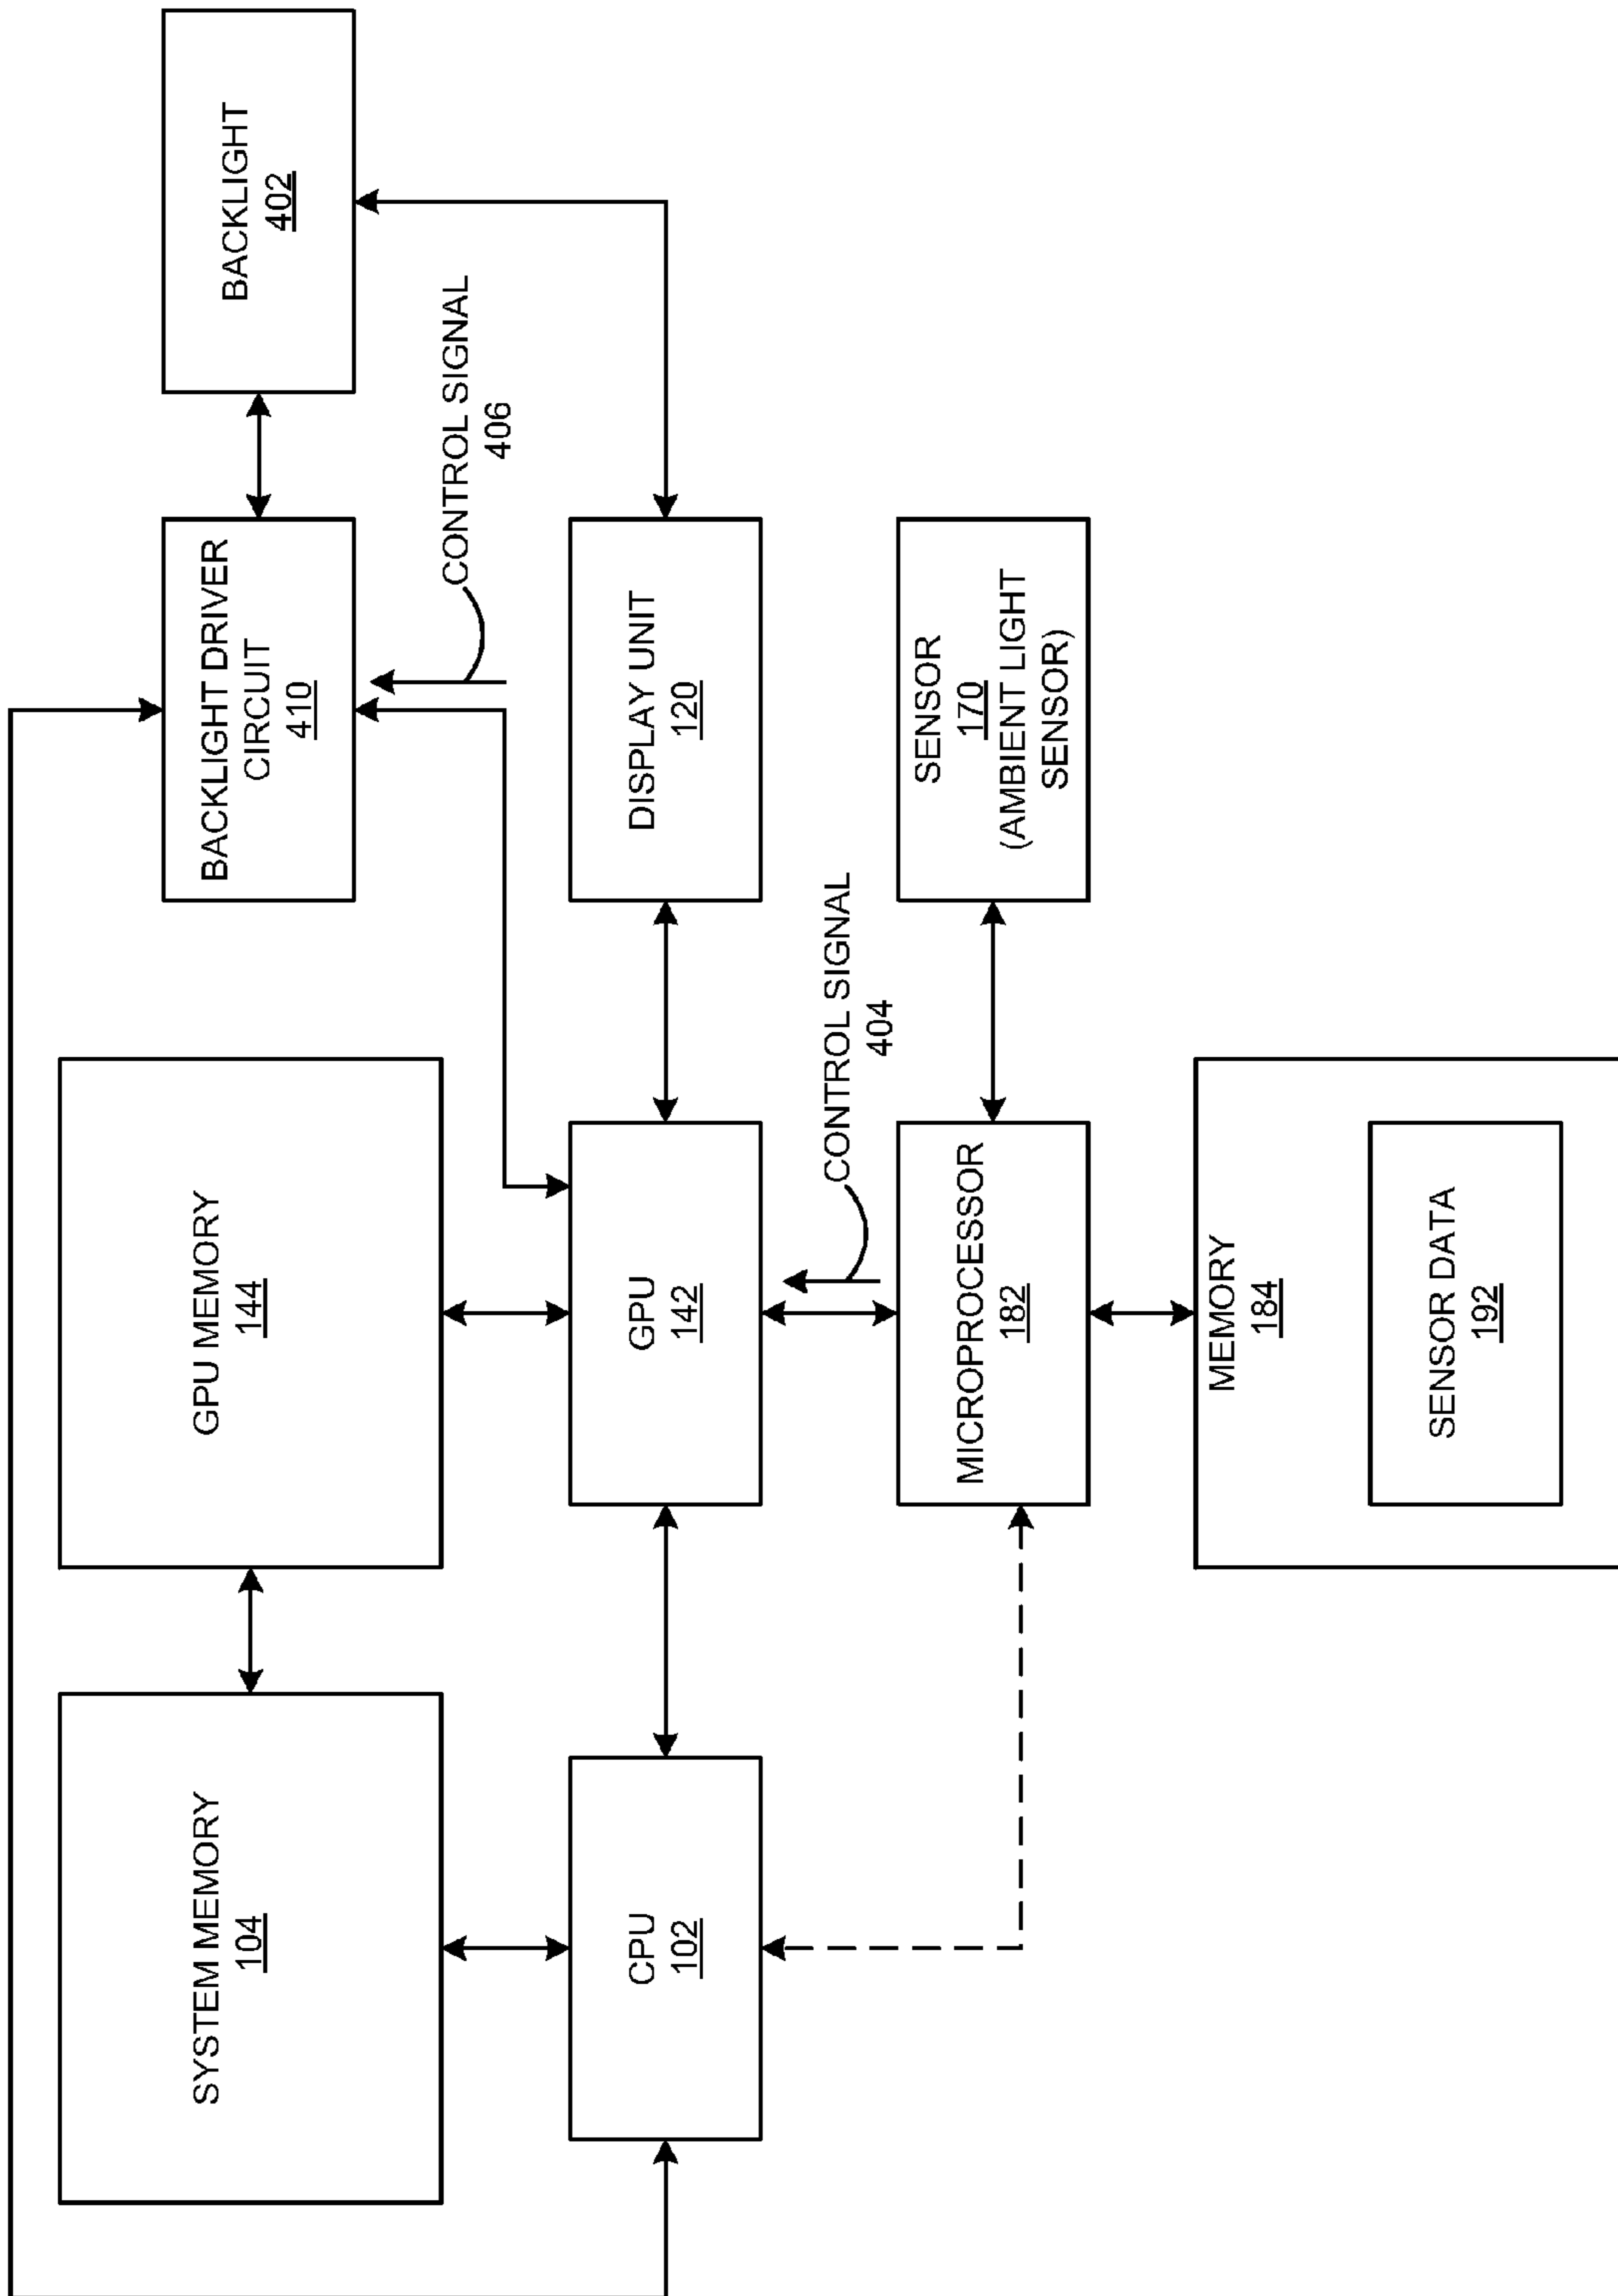 SYSTEM MEMORY
104
GPU MEMORY
144
BACKLIGHT DRIVER
CIRCUIT
410
BACKLIGHT
402
CONTROL SIGNAL
406
CPU
102
GPU
142
DISPLAY UNIT
120
CONTROL SIGNAL
404
MICROPROCESSOR
182
SENSOR
170
(AMBIENT LIGHT
SENSOR)
MEMORY
184
SENSOR DATA
192